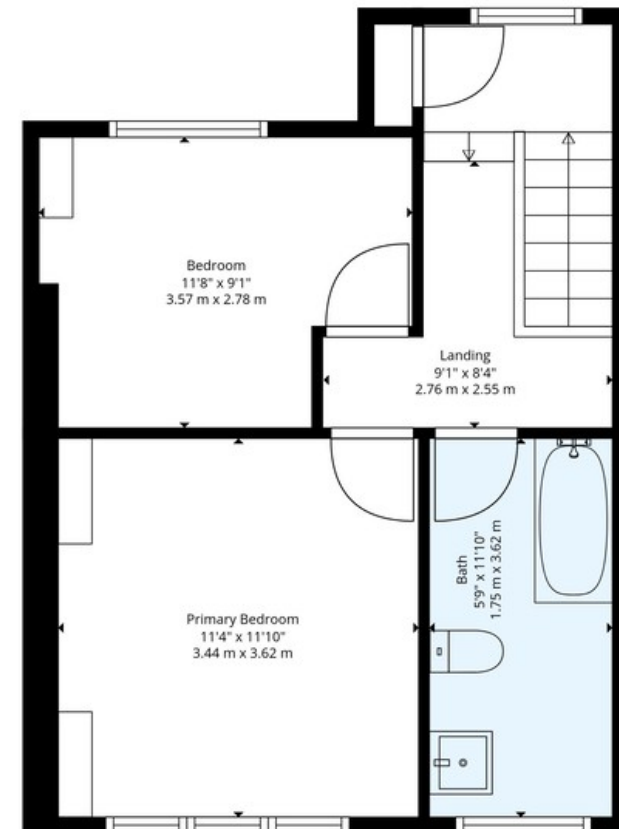 Bedroom
11'8" x 9'1"
3.57 m x 2.78 m
Landing
9'1" x 8'4"
2.76 m x 2.55 m
Primary Bedroom
11'4" x 11'10"
3.44 m x 3.62 m
Bath
5'9" x 11'10"
1.75 m x 3.62 m